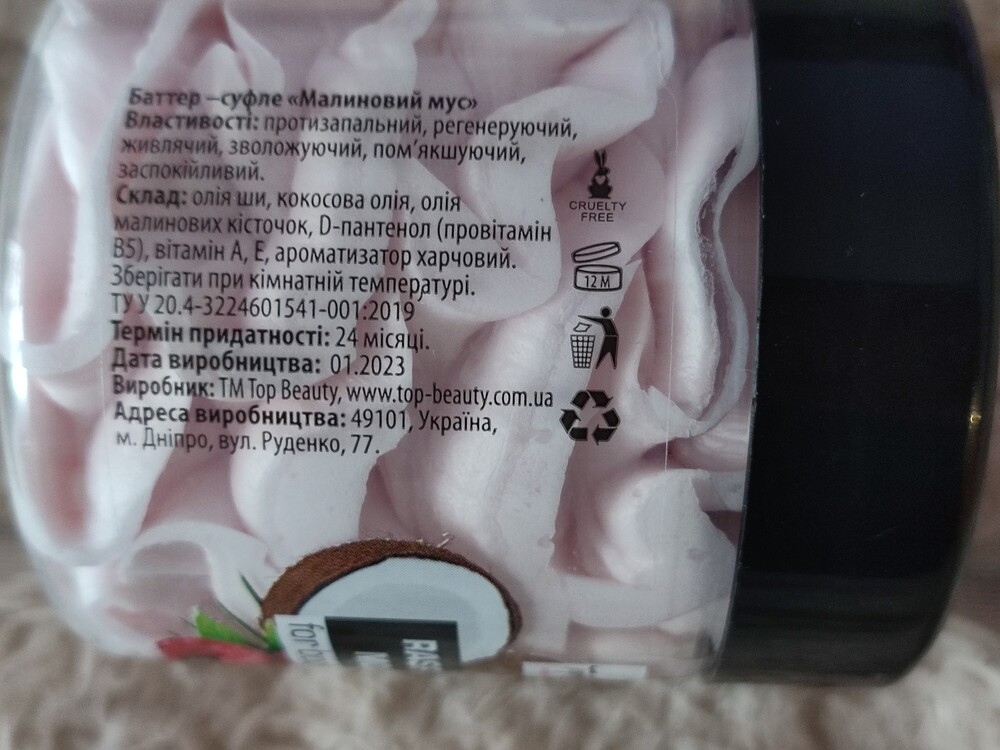 Баттер –суфле «Малиновий мус»
Властивості: протизапальний, регенеруючий,
живлячий, зволожуючий, пом’якшуючий,
заспокійливий.
Склад: олія ши, кокосова олія, олія
малинових кісточок, D-пантенол (провітамін
В5), вітамін А, Е, ароматизатор харчовий.
Зберігати при кімнатній температурі.
ТУ У 20.4-3224601541-001:2019
Термін придатності: 24 місяці.
Дата виробництва: 01.2023
Виробник: ТМ Top Beauty, www.top-beauty.com.ua
Адреса виробництва: 49101, Україна,
м. Дніпро, вул. Руденко, 77.
CRUELTY
FREE
12 M
for